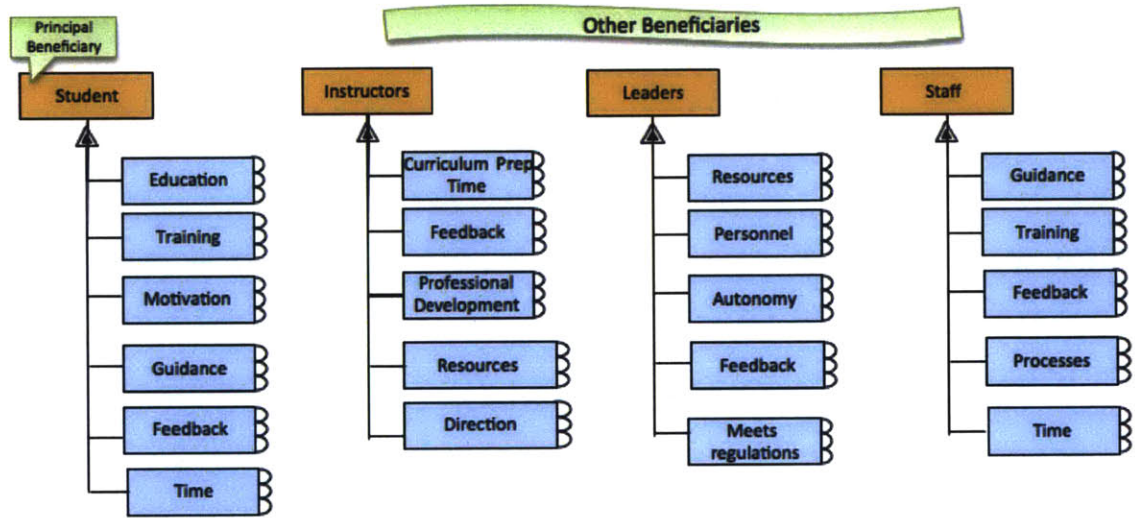 Principal
Beneficiary
Other Beneficiaries
Student
Education
Training
Motivation
Guidance
Feedback
Time
Instructors
Curriculum Prep
Time
Feedback
Professional
Development
Resources
Direction
Leaders
Resources
Personnel
Autonomy
Feedback
Meets
regulations
Staff
Guidance
Training
Feedback
Processes
Time